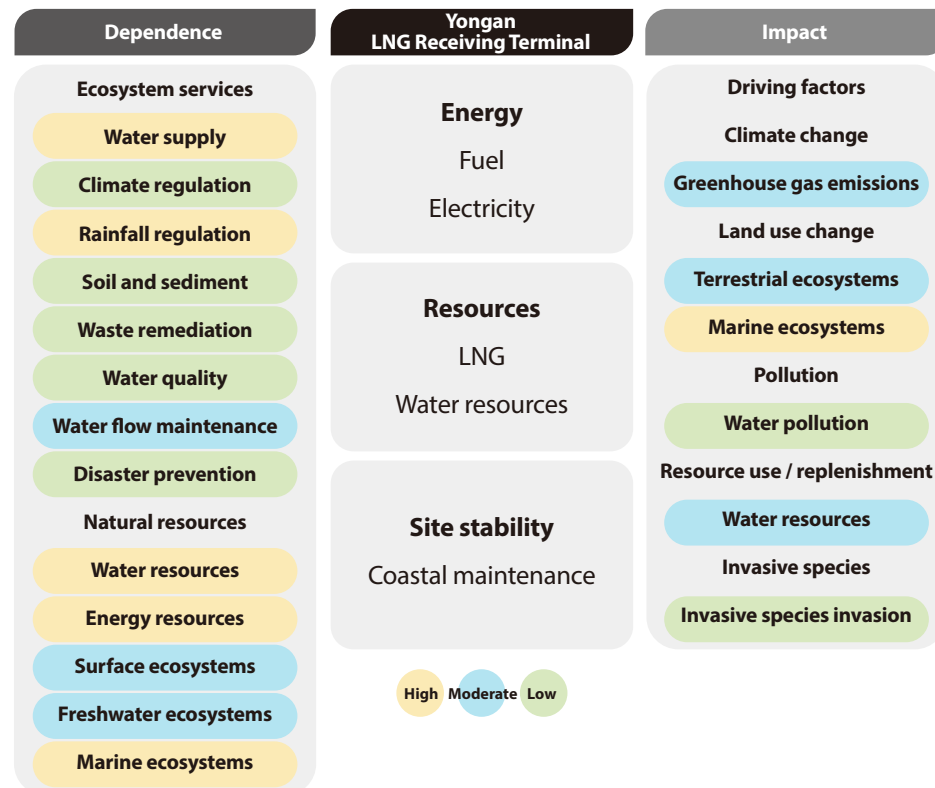 Dependence
Ecosystem services
Water supply
Climate regulation
Rainfall regulation
Soil and sediment
Waste remediation
Water quality
Water flow maintenance
Disaster prevention
Natural resources
Water resources
Energy resources
Surface ecosystems
Freshwater ecosystems
Marine ecosystems
Yongan
LNG Receiving Terminal
Energy
Fuel
Electricity
Resources
LNG
Water resources
Site stability
Coastal maintenance
High Moderate Low
Impact
Driving factors
Climate change
Greenhouse gas emissions
Land use change
Terrestrial ecosystems
Marine ecosystems
Pollution
Water pollution
Resource use / replenishment
Water resources
Invasive species
Invasive species invasion